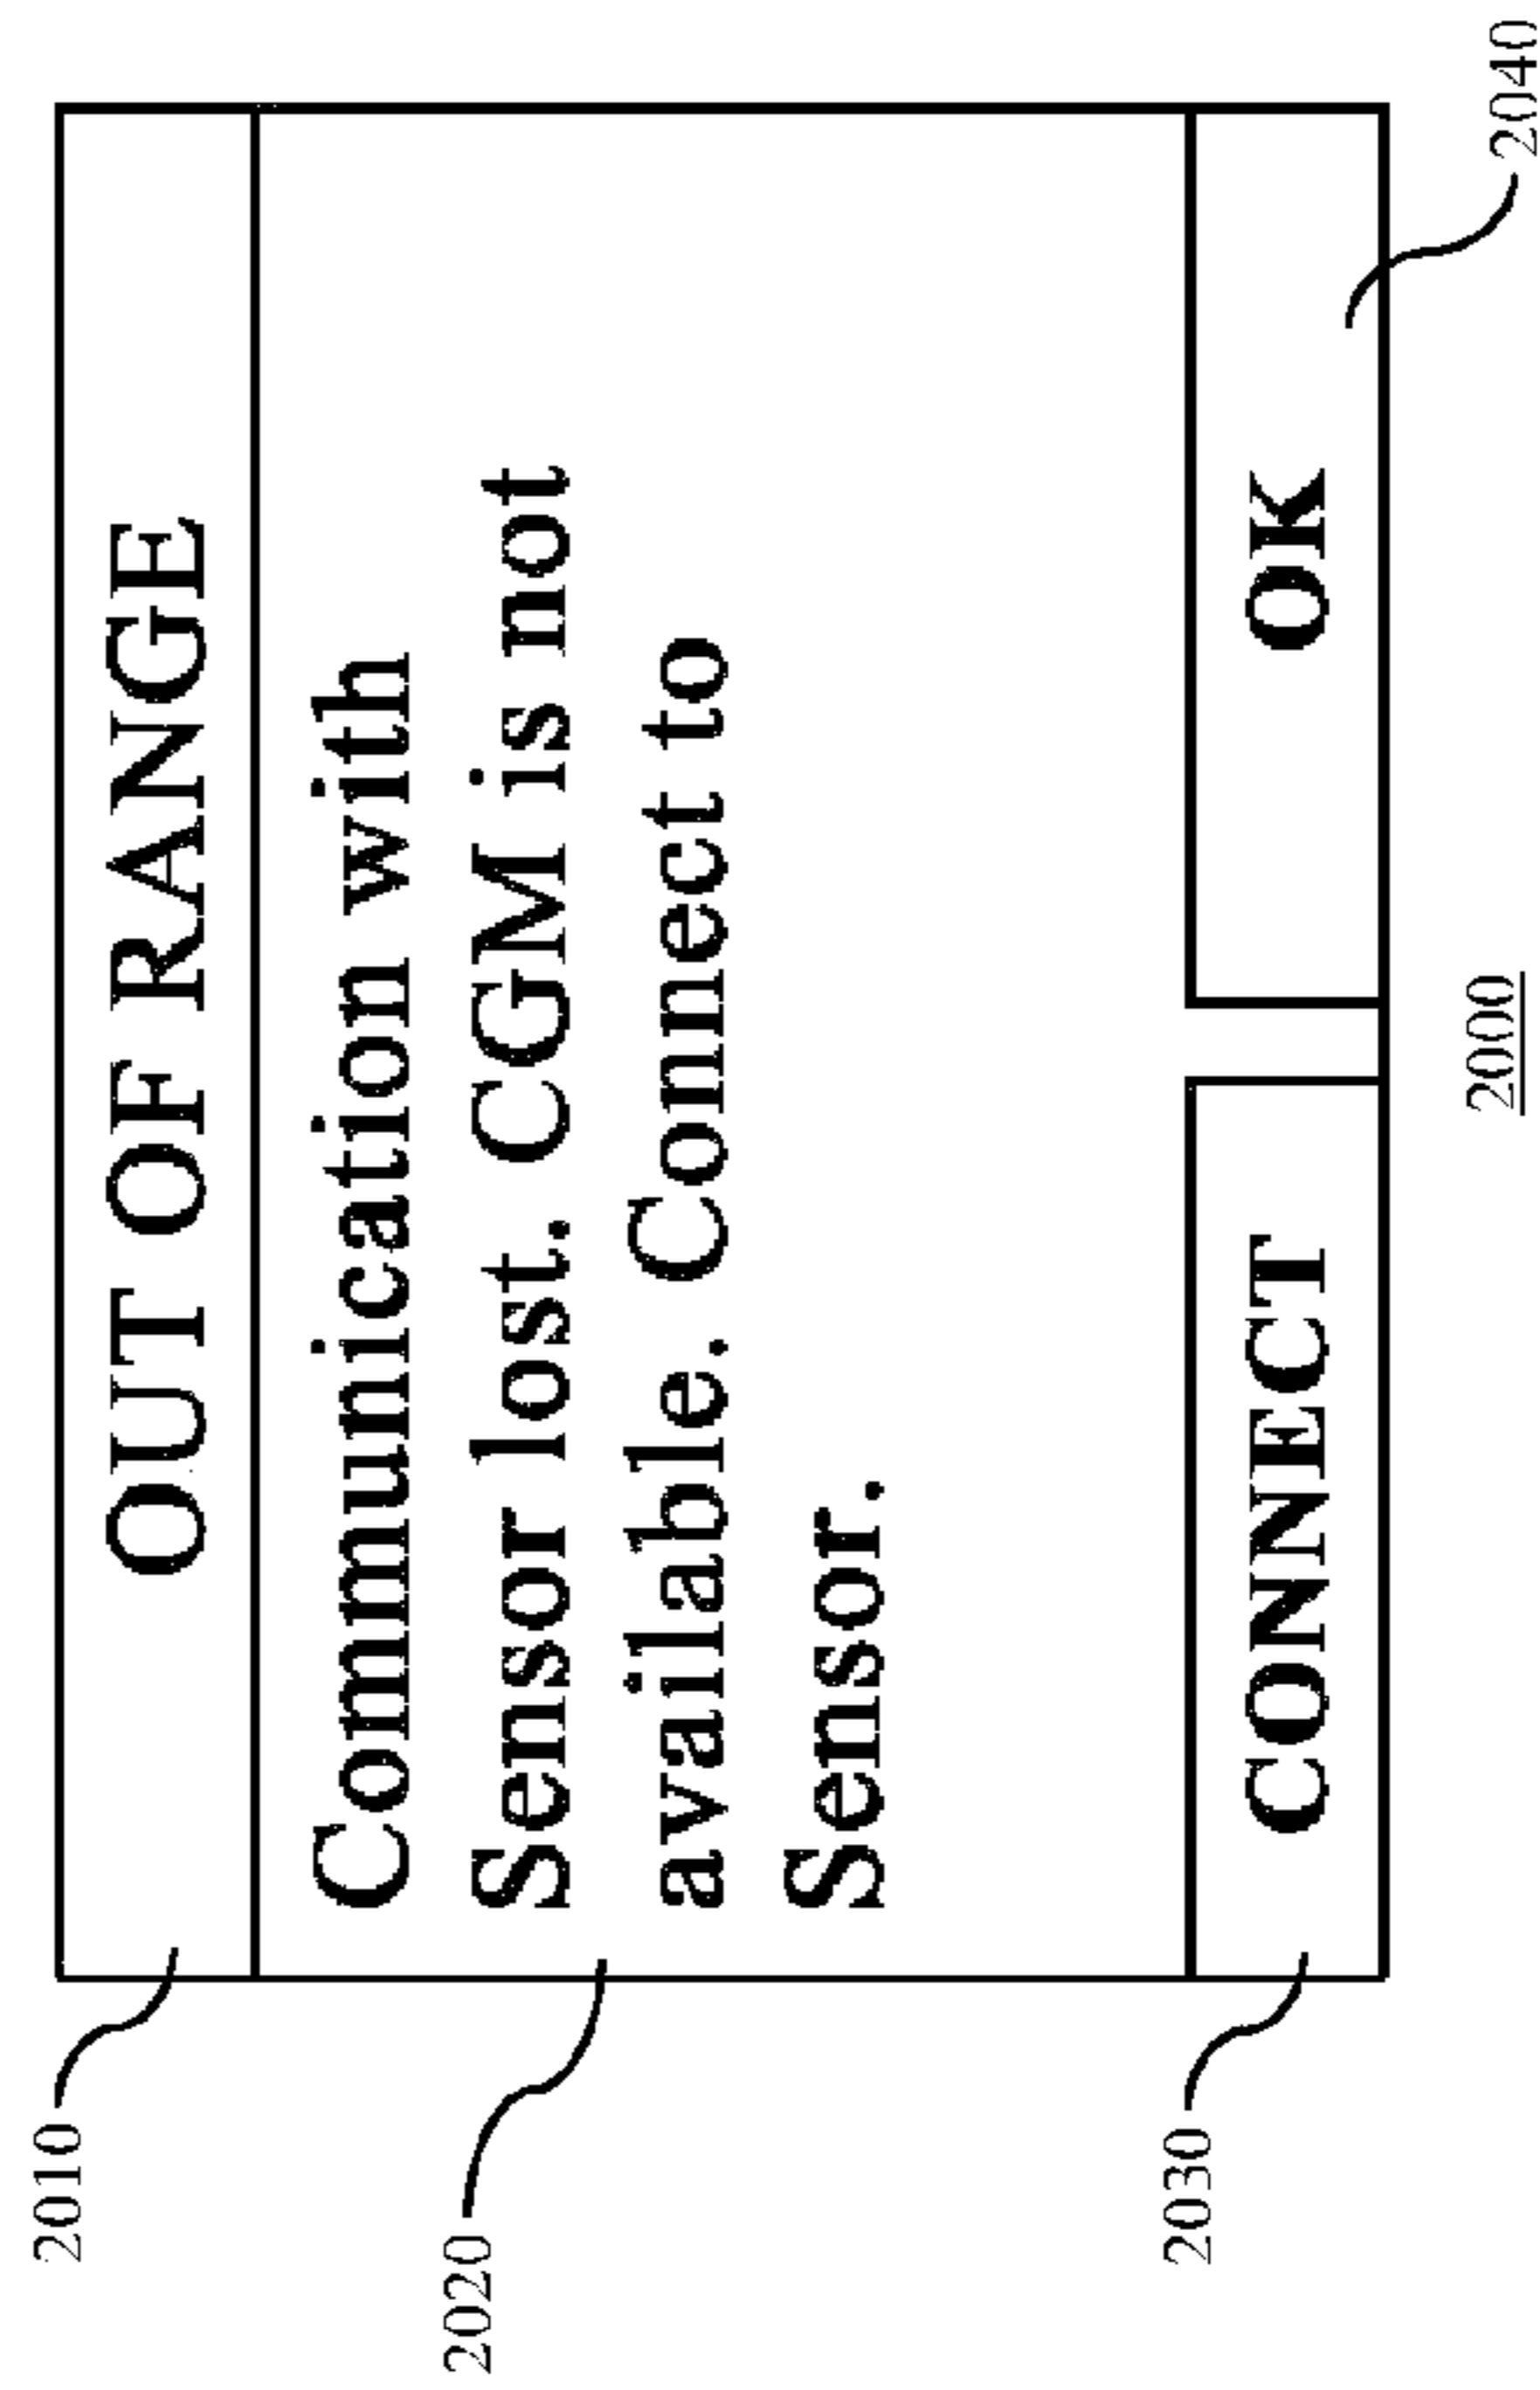 2010
OUT OF RANGE
2020
Communication with
Sensor lost. CGM is not
available. Connect to
Sensor.
2030
CONNECT
OK
2040
2000